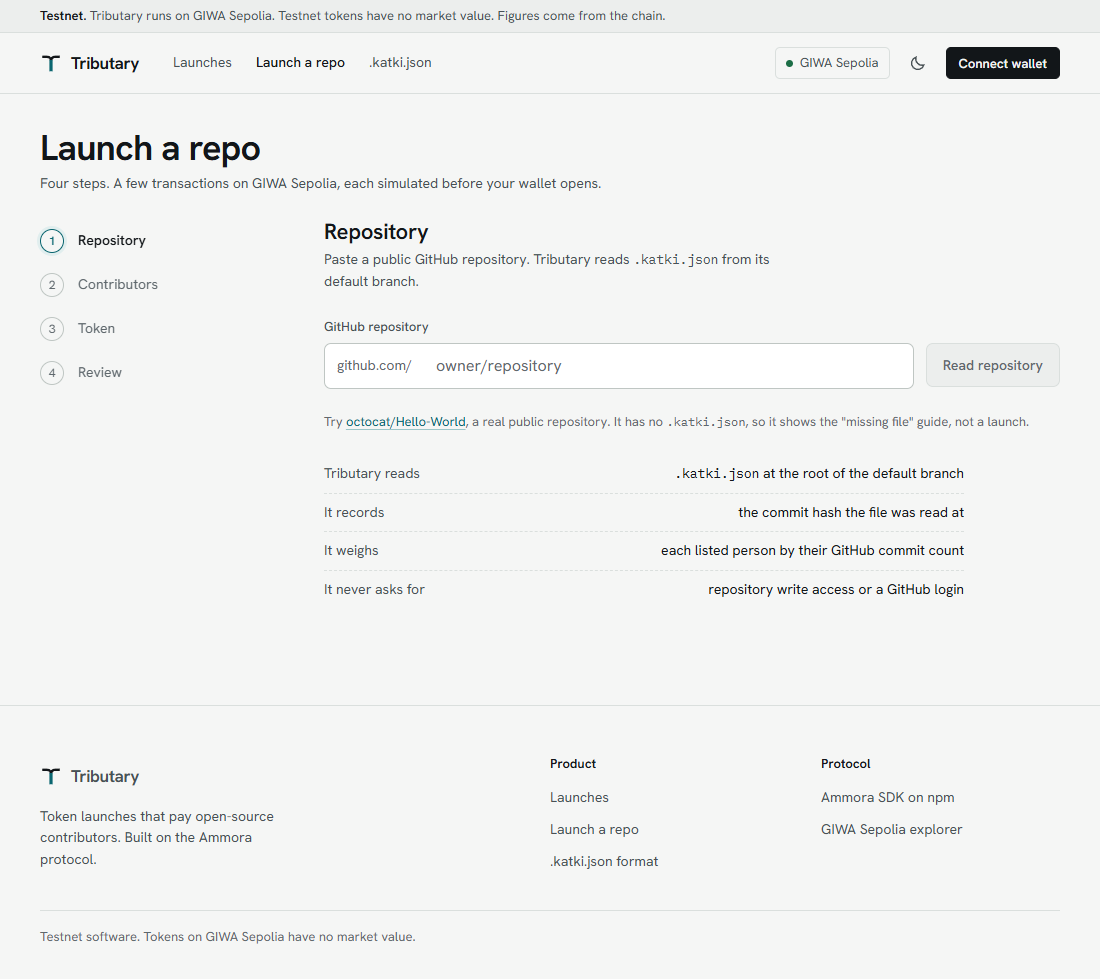 Testnet. Tributary runs on GIWA Sepolia. Testnet tokens have no market value. Figures come from the chain.
Tributary Launches Launch a repo .katki.json GIWA Sepolia Connect wallet
Launch a repo
Four steps. A few transactions on GIWA Sepolia, each simulated before your wallet opens.
1 Repository
2 Contributors
3 Token
4 Review
Repository
Paste a public GitHub repository. Tributary reads .katki.json from its
default branch.
GitHub repository
github.com/ owner/repository Read repository
Try octocat/Hello-World, a real public repository. It has no .katki.json, so it shows the "missing file" guide, not a launch.
Tributary reads .katki.json at the root of the default branch
It records the commit hash the file was read at
It weighs each listed person by their GitHub commit count
It never asks for repository write access or a GitHub login
Tributary
Token launches that pay open-source
contributors. Built on the Ammora
protocol.
Product
Launches
Launch a repo
.katki.json format
Protocol
Ammora SDK on npm
GIWA Sepolia explorer
Testnet software. Tokens on GIWA Sepolia have no market value.